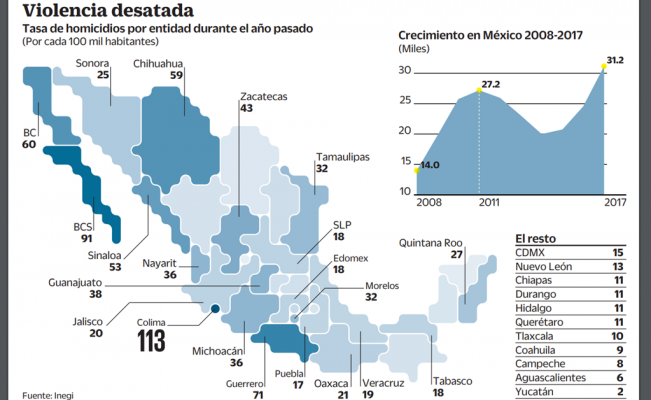 Violencia desatada
Tasa de homicidios por entidad durante el año pasado
(Por cada 100 mil habitantes)
Sonora
25
Chihuahua
59
Zacatecas
43
Tamaulipas
32
BC
60
BCS
91
Sinaloa
53
Nayarit
36
SLP
18
Edomex
18
Morelos
32
Guanajuato
38
Jalisco
20
Colima
113
Michoacán
36
Guerrero
71
Puebla
17
Oaxaca
21
Veracruz
19
Tabasco
18
Quintana Roo
27
Fuente: Inegi
Crecimiento en México 2008-2017
(Miles)
30
25
20
15
10
14.0
27.2
31.2
2008
2011
2017
El resto
CDMX 15
Nuevo León 13
Chiapas 11
Durango 11
Hidalgo 11
Querétaro 11
Tlaxcala 10
Coahuila 9
Campeche 8
Aguascalientes 6
Yucatán 2